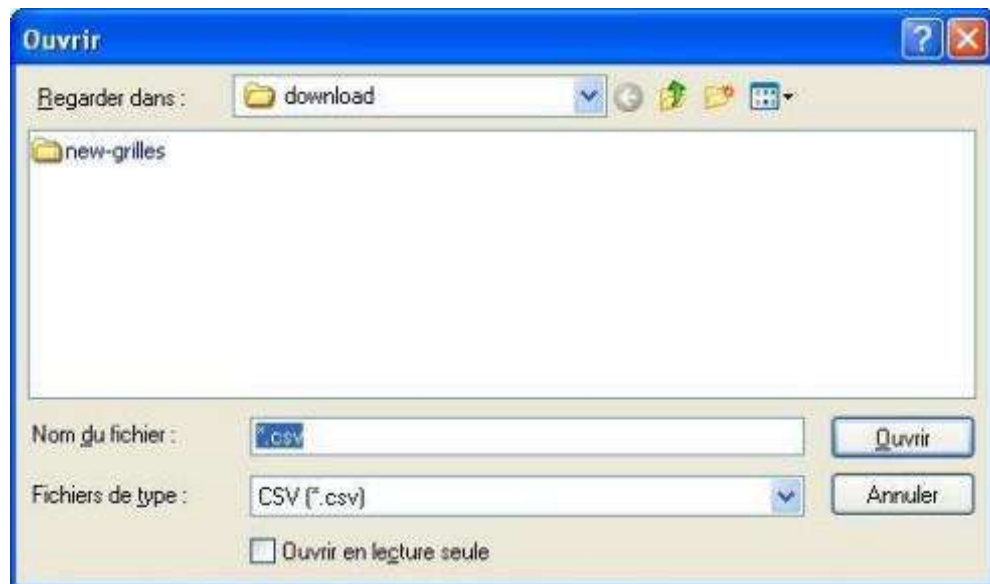 Ouvrir
Regarder dans : download
new-grilles
Nom du fichier : *.csv Ouvrir
Fichiers de type : CSV (*.csv) Annuler
Ouvrir en lecture seule